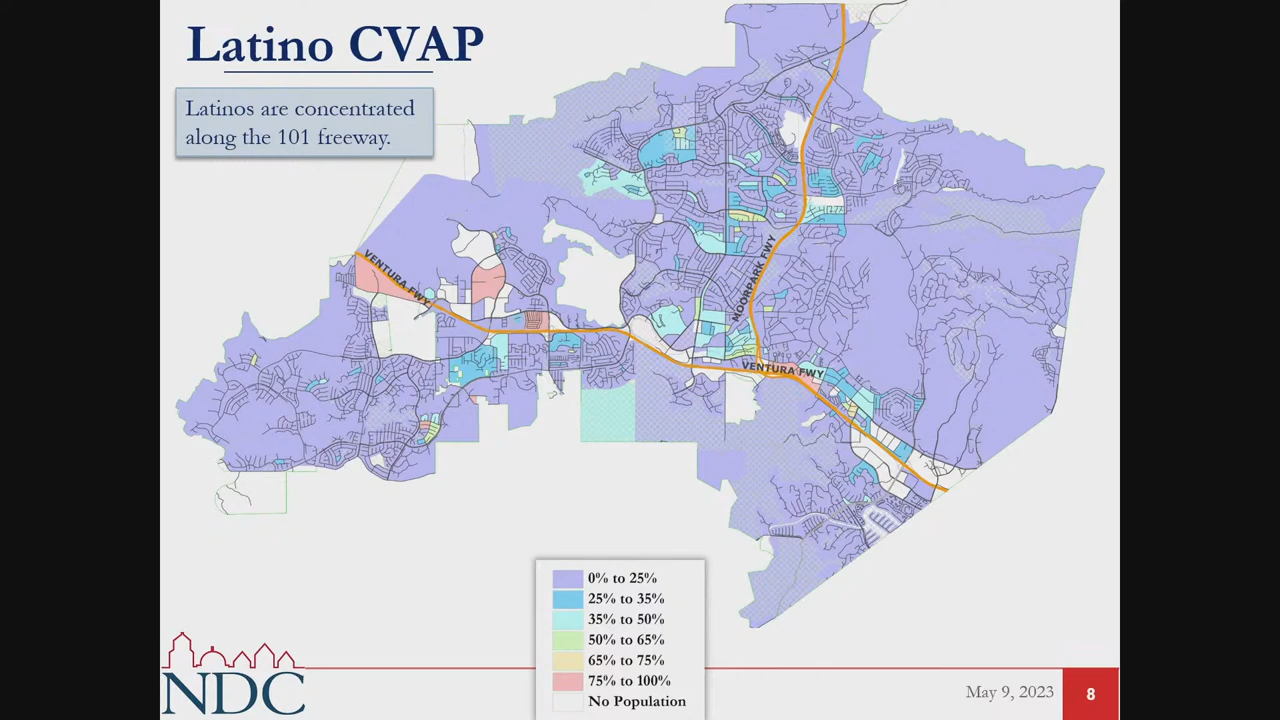 Latino CVAP
Latinos are concentrated
along the 101 freeway.
VENTURA FWY
MOORPARK FWY
VENTURA FWY
0% to 25%
25% to 35%
35% to 50%
50% to 65%
65% to 75%
75% to 100%
No Population
NDC
May 9, 2023
8